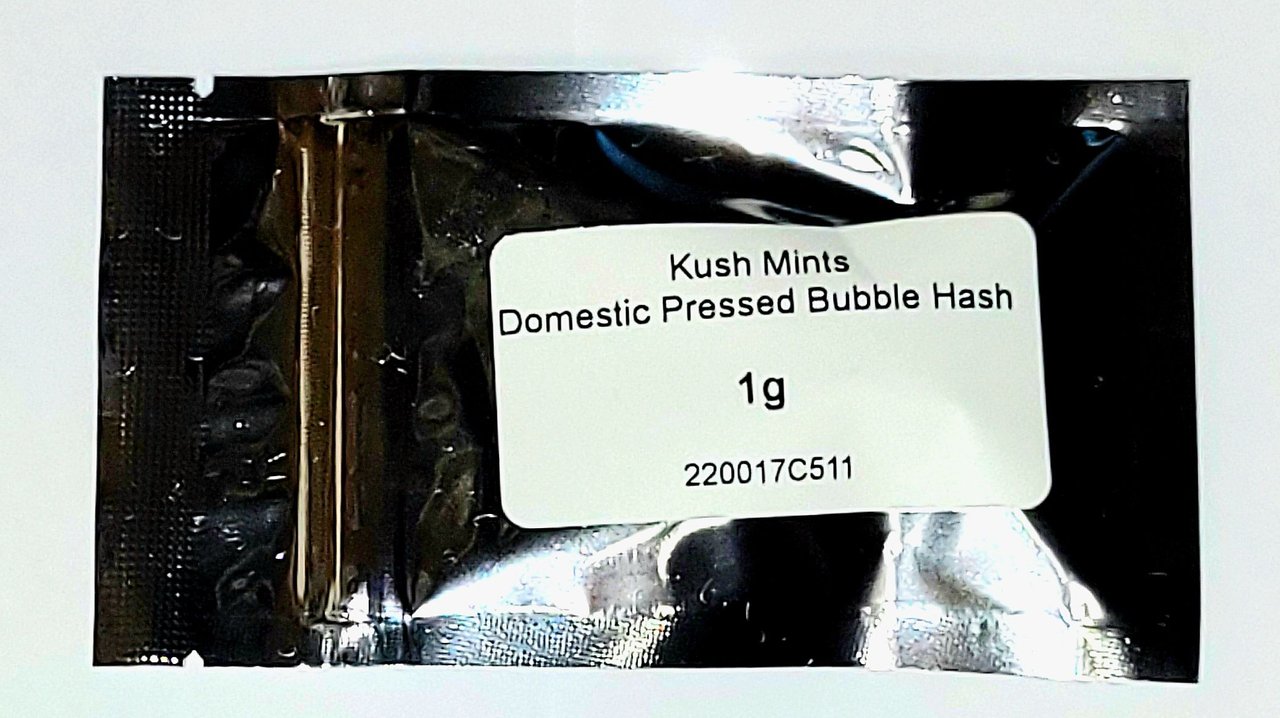 Kush Mints
Domestic Pressed Bubble Hash
1g
220017C511